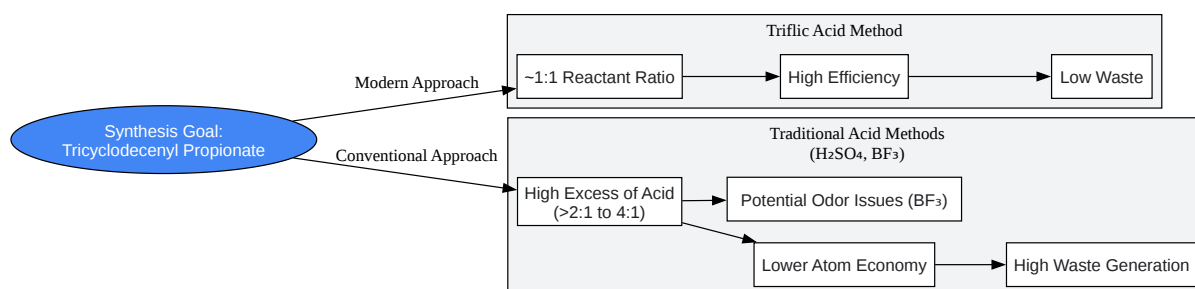 Synthesis Goal:
Tricyclodecenyl Propionate
Modern Approach
Conventional Approach
Triflic Acid Method
~1:1 Reactant Ratio
High Efficiency
Low Waste
Traditional Acid Methods
(H₂SO₄, BF₃)
High Excess of Acid
(>2:1 to 4:1)
Potential Odor Issues (BF₃)
Lower Atom Economy
High Waste Generation